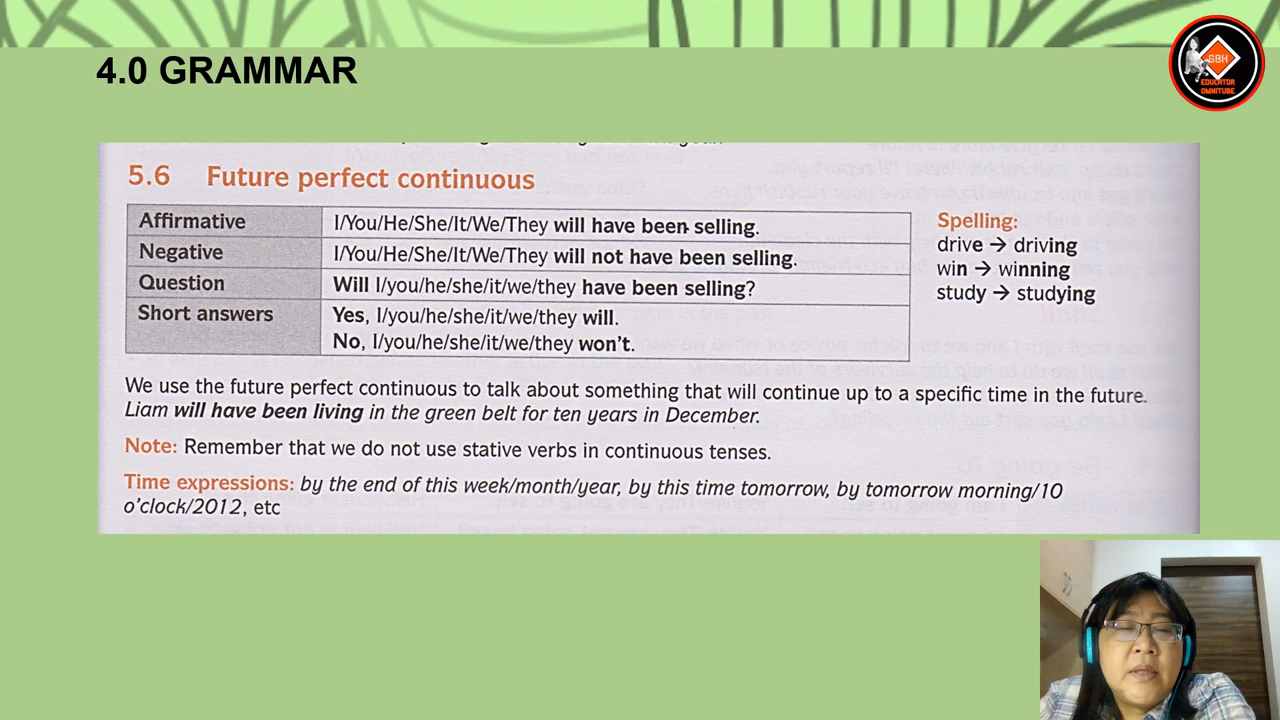 4.0 GRAMMAR
GBH
EDUCATOR
OMNITUBE
5.6 Future perfect continuous
Affirmative I/You/He/She/It/We/They will have been selling.
Negative I/You/He/She/It/We/They will not have been selling.
Question Will I/you/he/she/it/we/they have been selling?
Short answers Yes, I/you/he/she/it/we/they will.
No, I/you/he/she/it/we/they won't.
Spelling:
drive → driving
win → winning
study → studying
We use the future perfect continuous to talk about something that will continue up to a specific time in the future.
Liam will have been living in the green belt for ten years in December.
Note: Remember that we do not use stative verbs in continuous tenses.
Time expressions: by the end of this week/month/year, by this time tomorrow, by tomorrow morning/10
o'clock/2012, etc